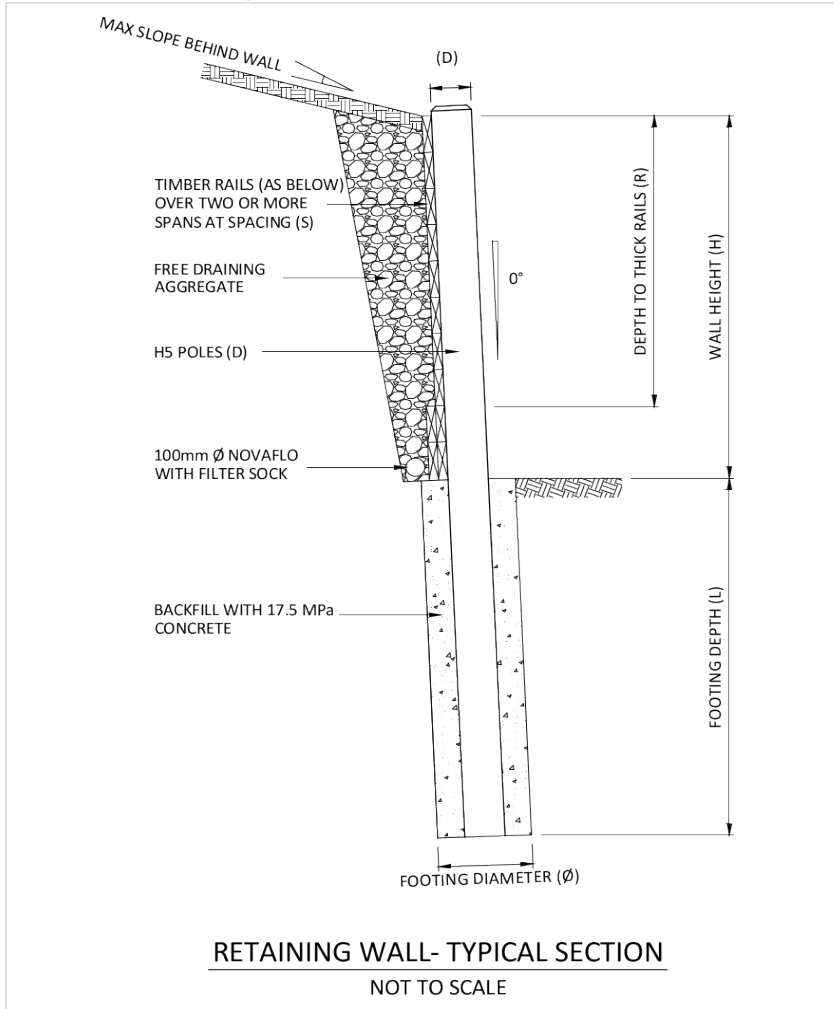 MAX SLOPE BEHIND WALL
(D)
TIMBER RAILS (AS BELOW)
OVER TWO OR MORE
SPANS AT SPACING (S)
FREE DRAINING
AGGREGATE
0°
H5 POLES (D)
100mm Ø NOVAFLO
WITH FILTER SOCK
DEPTH TO THICK RAILS (R)
WALL HEIGHT (H)
BACKFILL WITH 17.5 MPa
CONCRETE
FOOTING DEPTH (L)
FOOTING DIAMETER (Ø)
RETAINING WALL- TYPICAL SECTION
NOT TO SCALE